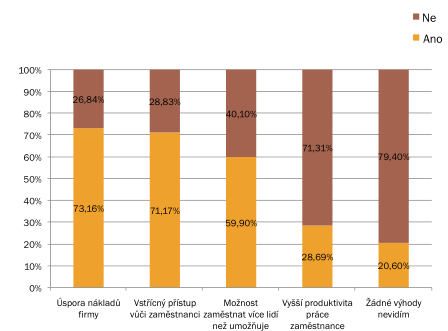 Ne
Ano
100%
90%
80%
70%
60%
50%
40%
30%
20%
10%
0%
26,84%
28,83%
40,10%
71,31%
79,40%
73,16%
71,17%
59,90%
28,69%
20,60%
Úspora nákladů
firmy
Vstřícný přístup
vůči zaměstnanci
Možnost
zaměstnat více lidí
než umožňuje
Vyšší produktivita
práce
zaměstnance
Žádné výhody
nevidím